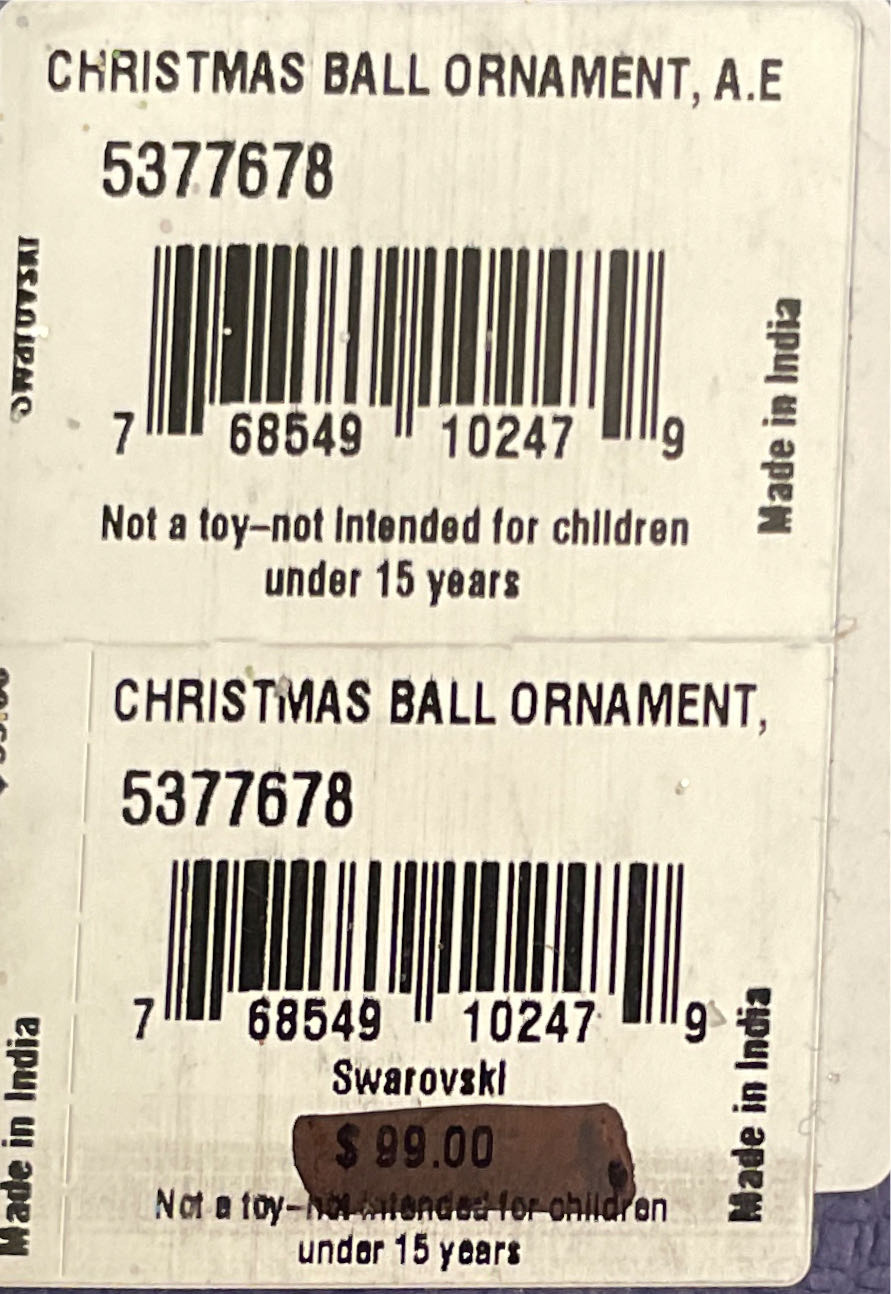 CHRISTMAS BALL ORNAMENT, A.E
5377678
Swarovski
7 68549 10247 9
Made in India
Not a toy–not intended for children
under 15 years
CHRISTMAS BALL ORNAMENT,
5377678
7 68549 10247 9
Swarovski
$ 99.00
Not a toy–not intended for children
under 15 years
Made in India
Made in India